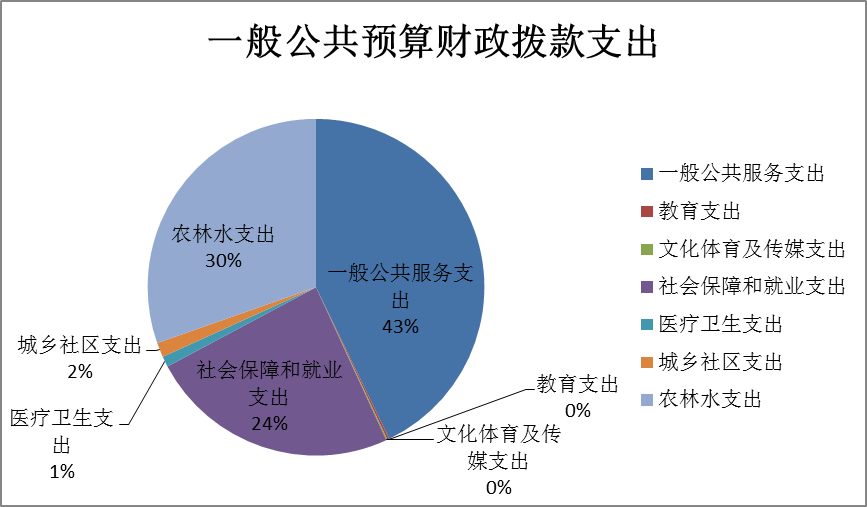 一般公共预算财政拨款支出
农林水支出
30%
一般公共服务支
出
43%
城乡社区支出
2%
社会保障和就业
支出
24%
医疗卫生支
出
1%
教育支出
0%
文化体育及传
媒支出
0%
一般公共服务支出
教育支出
文化体育及传媒支出
社会保障和就业支出
医疗卫生支出
城乡社区支出
农林水支出